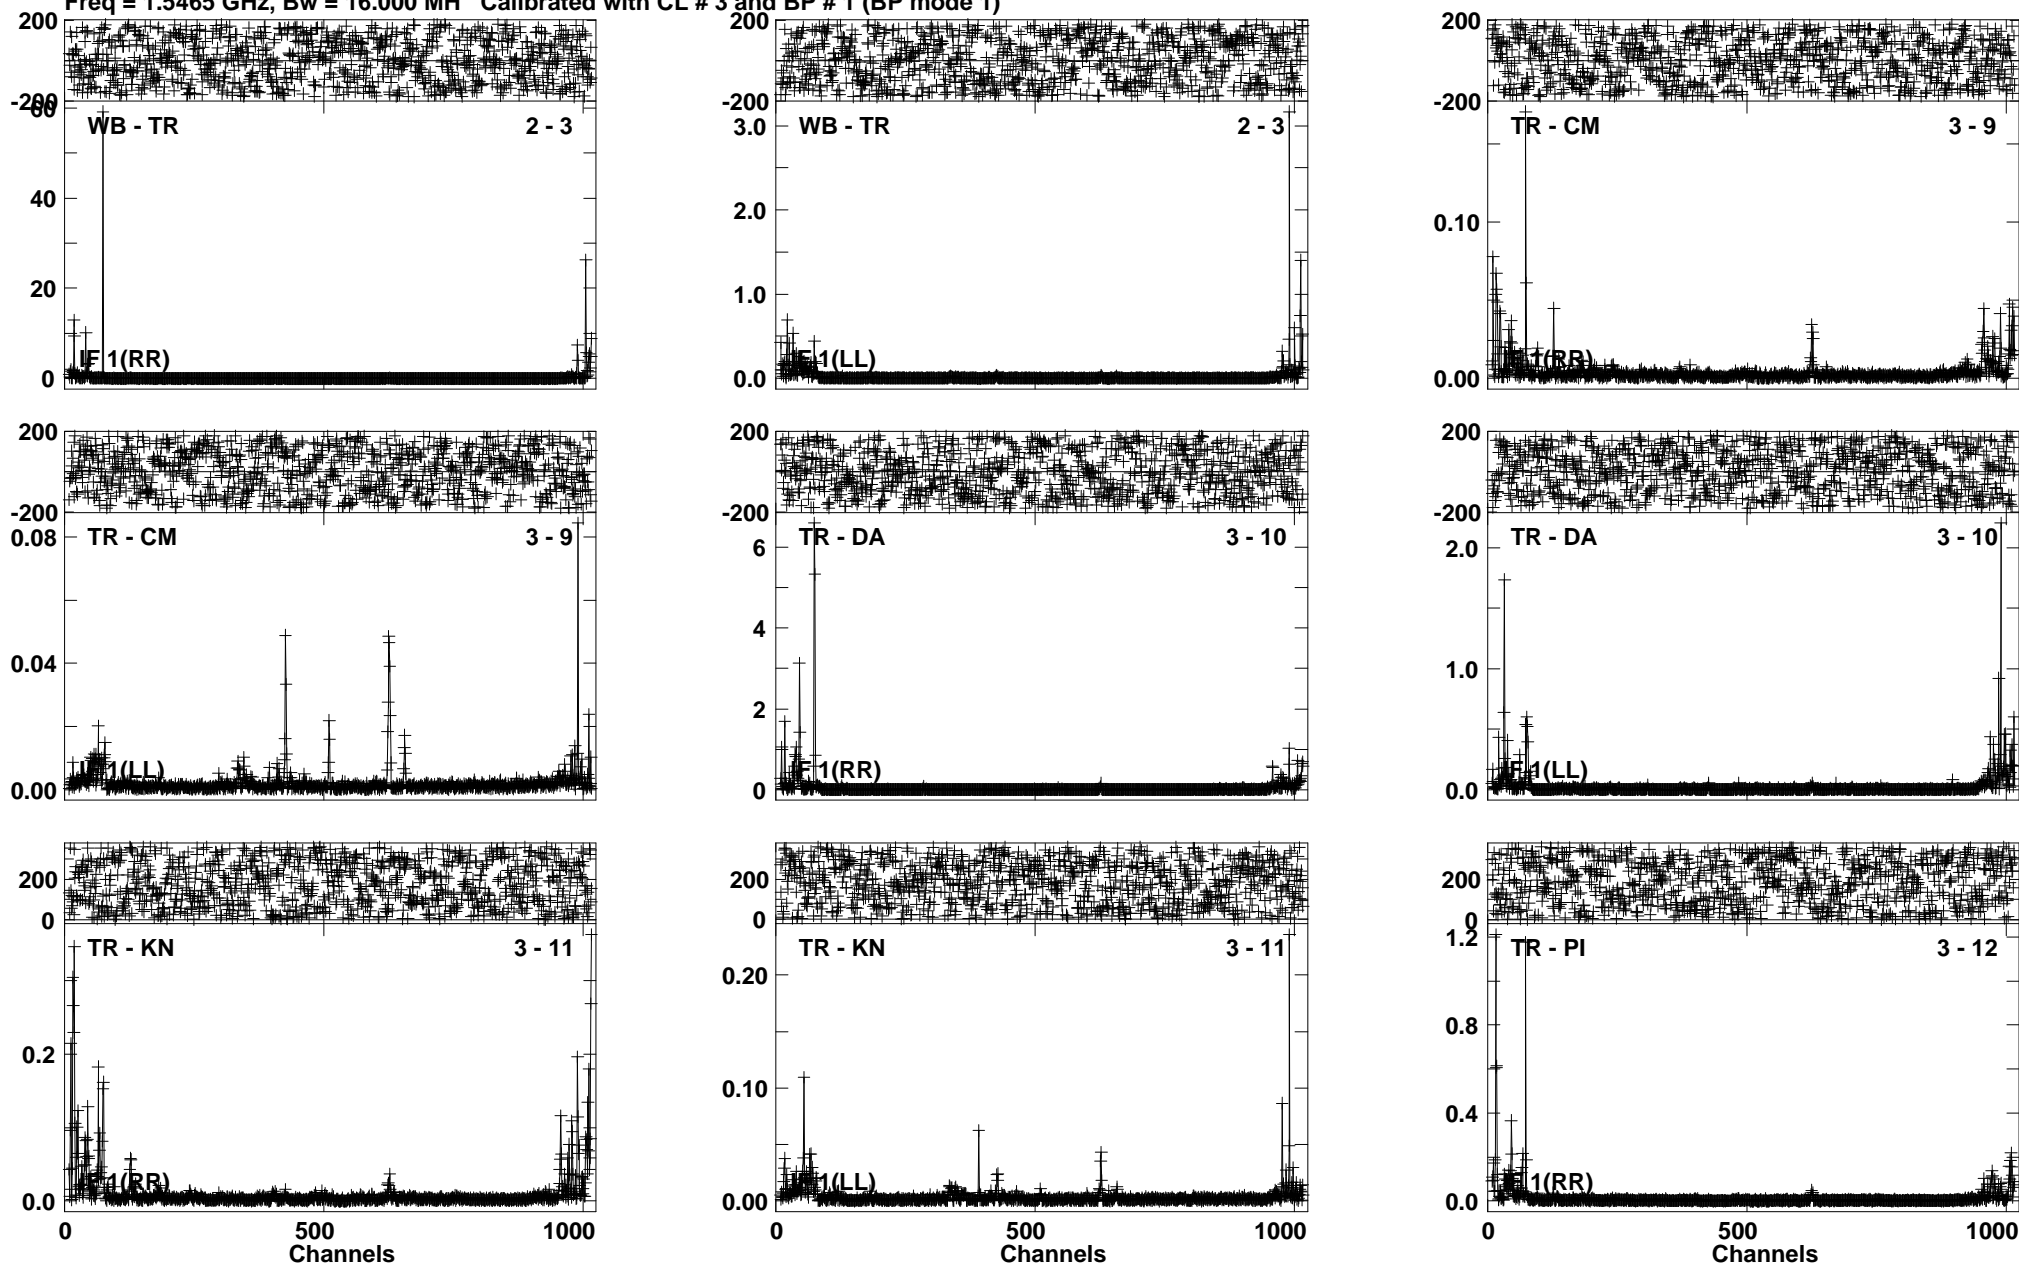 Freq = 1.5465 GHz, Bw = 16.000 MH Calibrated with CL # 3 and BP # 1 (BP mode 1)
200
-200
60
40
20
0
WB - TR
2 - 3
IF 1(RR)
200
-200
3.0
2.0
1.0
0.0
WB - TR
2 - 3
IF 1(LL)
200
-200
0.10
0.00
TR - CM
3 - 9
IF 1(RR)
200
-200
0.08
0.04
0.00
TR - CM
3 - 9
IF 1(LL)
200
-200
6
4
2
0
TR - DA
3 - 10
IF 1(RR)
200
-200
2.0
1.0
0.0
TR - DA
3 - 10
IF 1(LL)
200
0
0.2
0.0
TR - KN
3 - 11
IF 1(RR)
0
500
1000
Channels
200
0
0.20
0.10
0.00
TR - KN
3 - 11
IF 1(LL)
0
500
1000
Channels
200
0
1.2
0.8
0.4
0.0
TR - PI
3 - 12
IF 1(RR)
0
500
1000
Channels